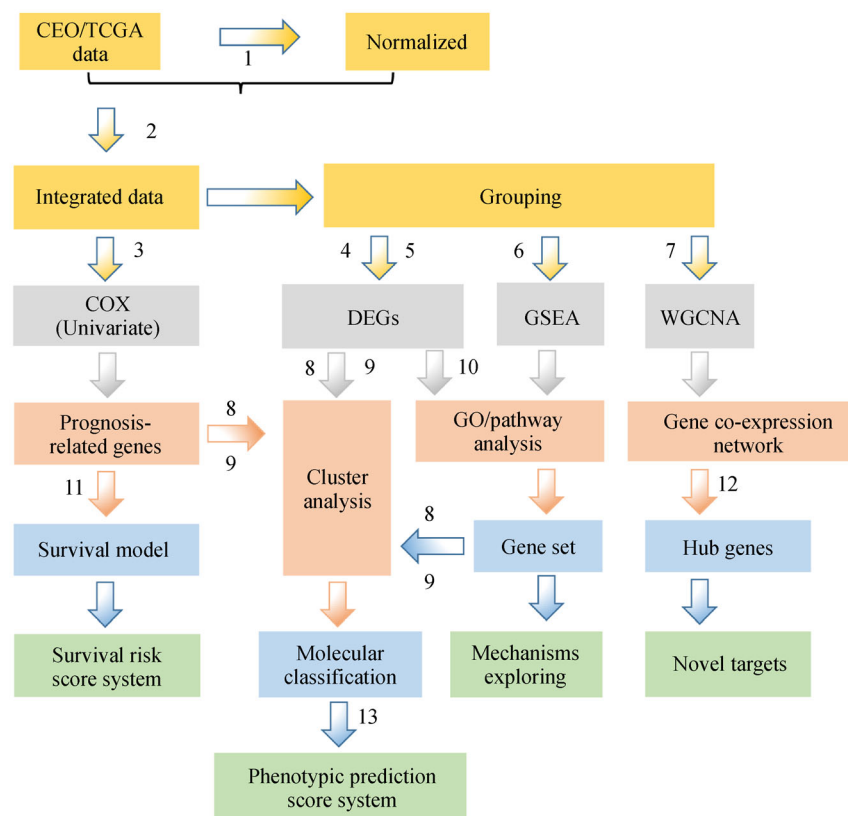 CEO/TCGA
data
1
Normalized
2
Integrated data
Grouping
3
4
5
6
7
COX
(Univariate)
DEGs
GSEA
WGCNA
8
9
10
Prognosis-
related genes
8
9
Cluster
analysis
GO/pathway
analysis
Gene co-expression
network
11
12
Survival model
8
9
Gene set
Hub genes
Survival risk
score system
Molecular
classification
Mechanisms
exploring
Novel targets
13
Phenotypic prediction
score system